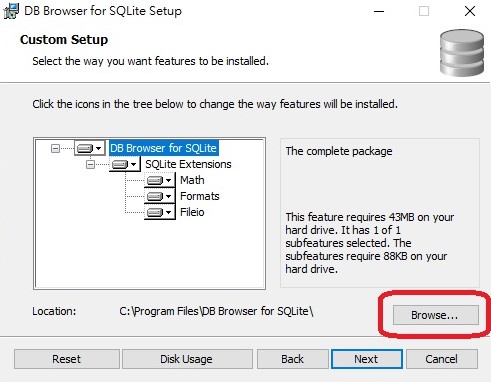 DB Browser for SQLite Setup
Custom Setup
Select the way you want features to be installed.
Click the icons in the tree below to change the way features will be installed.
DB Browser for SQLite
SQLite Extensions
Math
Formats
Fileio
The complete package
This feature requires 43MB on your
hard drive. It has 1 of 1
subfeatures selected. The
subfeatures require 88KB on your
hard drive.
Location: C:\Program Files\DB Browser for SQLite\
Browse...
Reset Disk Usage Back Next Cancel